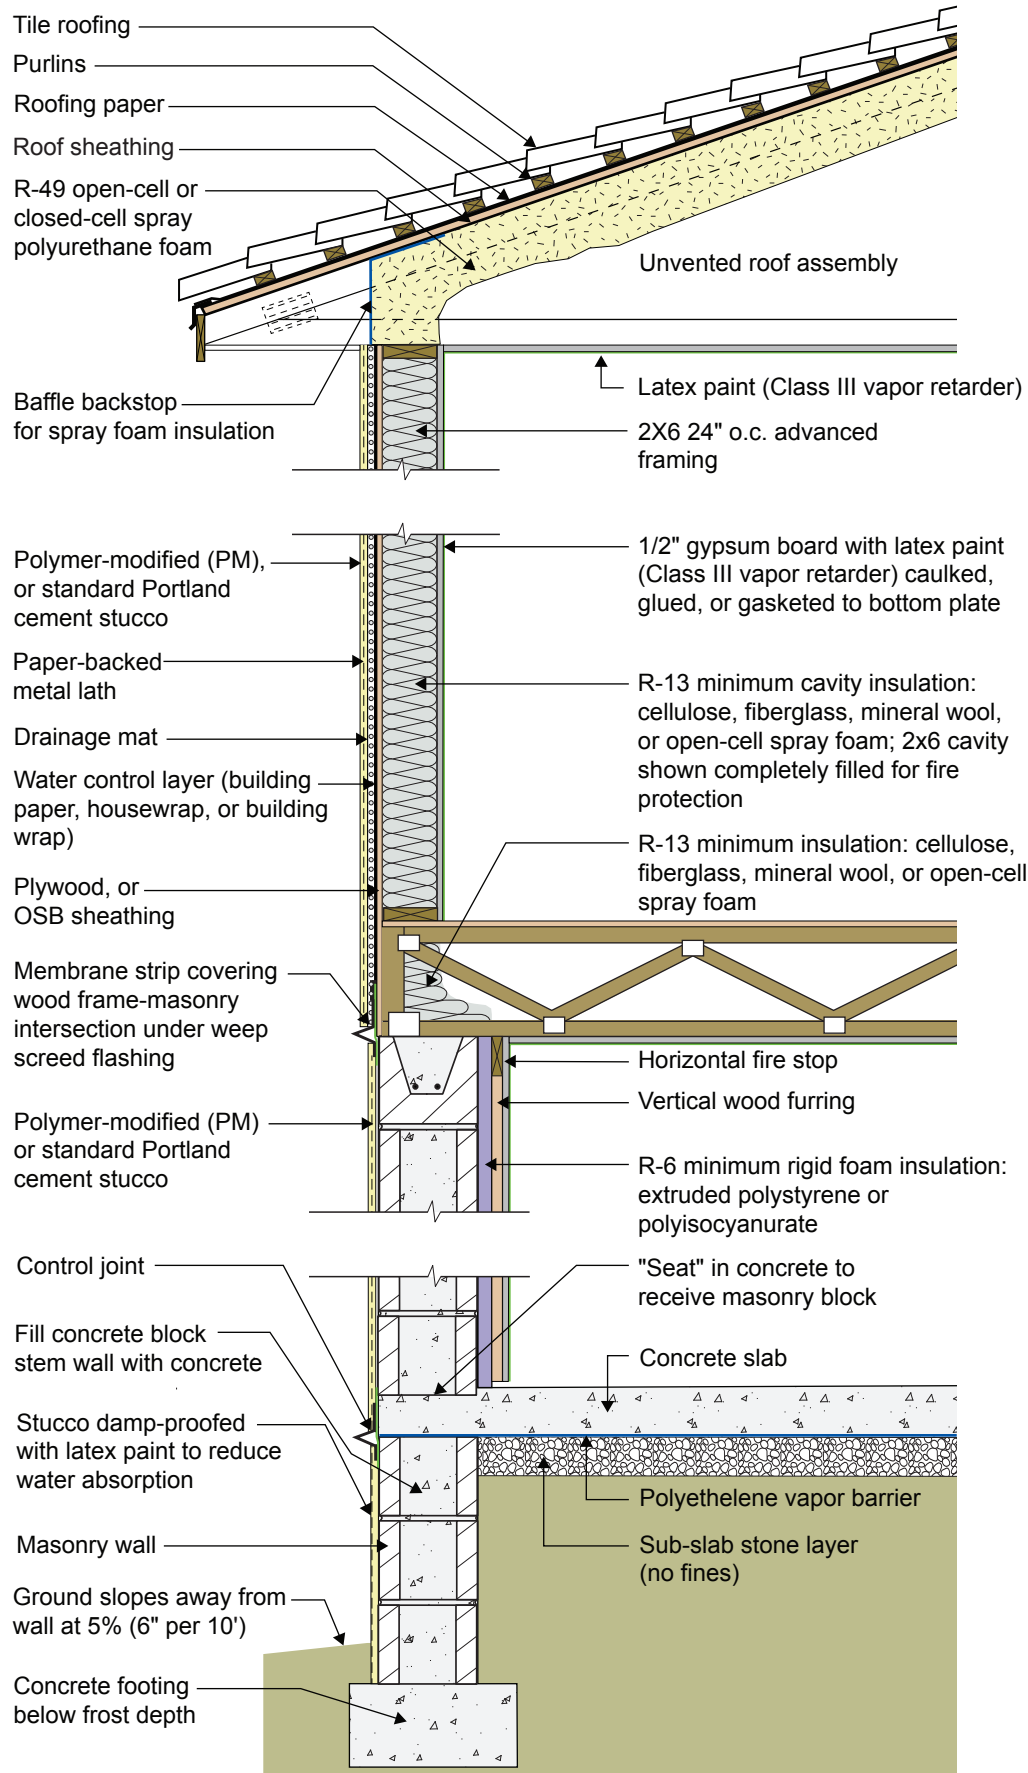 Tile roofing
Purlins
Roofing paper
Roof sheathing
R-49 open-cell or
closed-cell spray
polyurethane foam
Unvented roof assembly
Baffle backstop
for spray foam insulation
Latex paint (Class III vapor retarder)
2X6 24" o.c. advanced
framing
Polymer-modified (PM),
or standard Portland
cement stucco
1/2" gypsum board with latex paint
(Class III vapor retarder) caulked,
glued, or gasketed to bottom plate
Paper-backed
metal lath
R-13 minimum cavity insulation:
cellulose, fiberglass, mineral wool,
or open-cell spray foam; 2x6 cavity
shown completely filled for fire
protection
Drainage mat
Water control layer (building
paper, housewrap, or building
wrap)
R-13 minimum insulation: cellulose,
fiberglass, mineral wool, or open-cell
spray foam
Plywood, or
OSB sheathing
Membrane strip covering
wood frame-masonry
intersection under weep
screed flashing
Horizontal fire stop
Vertical wood furring
Polymer-modified (PM)
or standard Portland
cement stucco
R-6 minimum rigid foam insulation:
extruded polystyrene or
polyisocyanurate
Control joint
"Seat" in concrete to
receive masonry block
Fill concrete block
stem wall with concrete
Concrete slab
Stucco damp-proofed
with latex paint to reduce
water absorption
Polyethelene vapor barrier
Masonry wall
Sub-slab stone layer
(no fines)
Ground slopes away from
wall at 5% (6" per 10')
Concrete footing
below frost depth